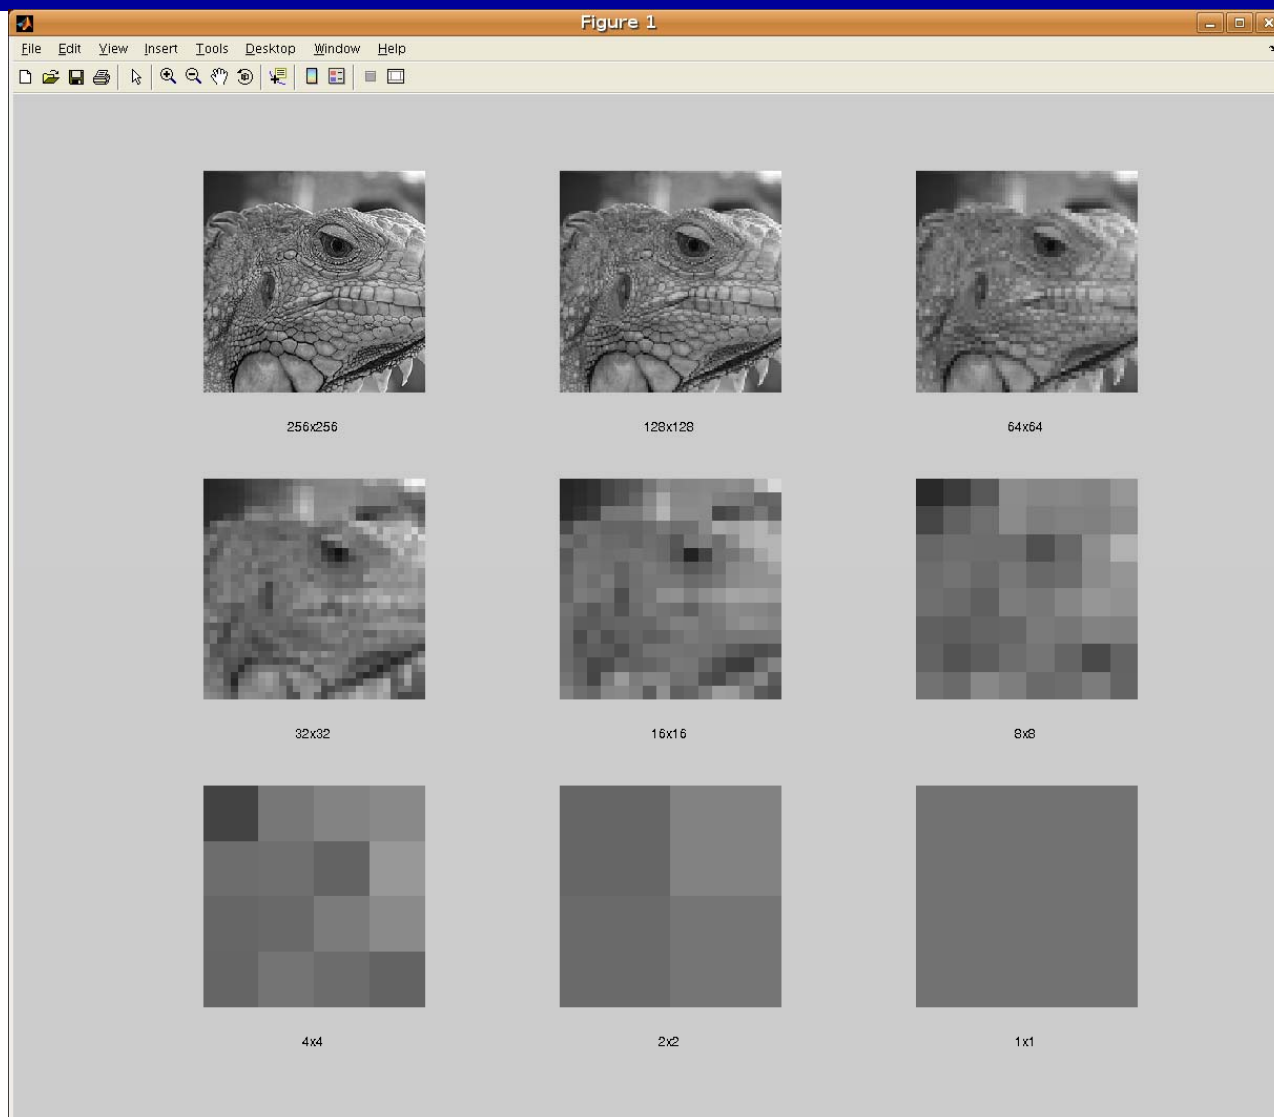 Figure 1
File Edit View Insert Tools Desktop Window Help
256x256 128x128 64x64
32x32 16x16 8x8
4x4 2x2 1x1